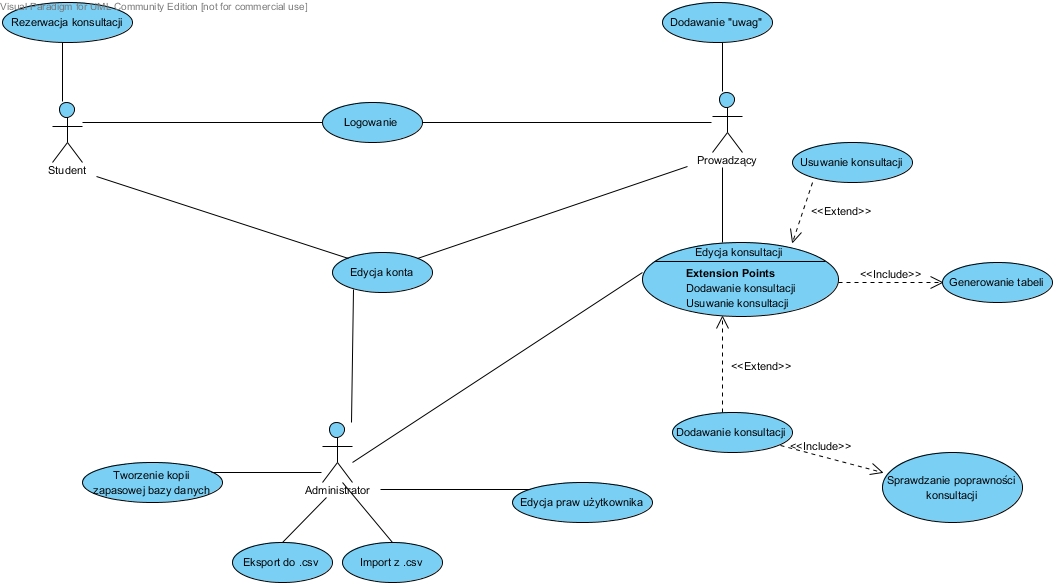 Visual Paradigm for UML Community Edition [not for commercial use]
Rezerwacja konsultacji
Dodawanie "uwag"
Logowanie
Student
Prowadzący
Usuwanie konsultacji
<<Extend>>
Edycja konsultacji
Extension Points
Dodawanie konsultacji
Usuwanie konsultacji
<<Include>>
Generowanie tabeli
Edycja konta
<<Extend>>
Dodawanie konsultacji
<<Include>>
Sprawdzanie poprawności
konsultacji
Tworzenie kopii
zapasowej bazy danych
Administrator
Edycja praw użytkownika
Eksport do .csv
Import z .csv